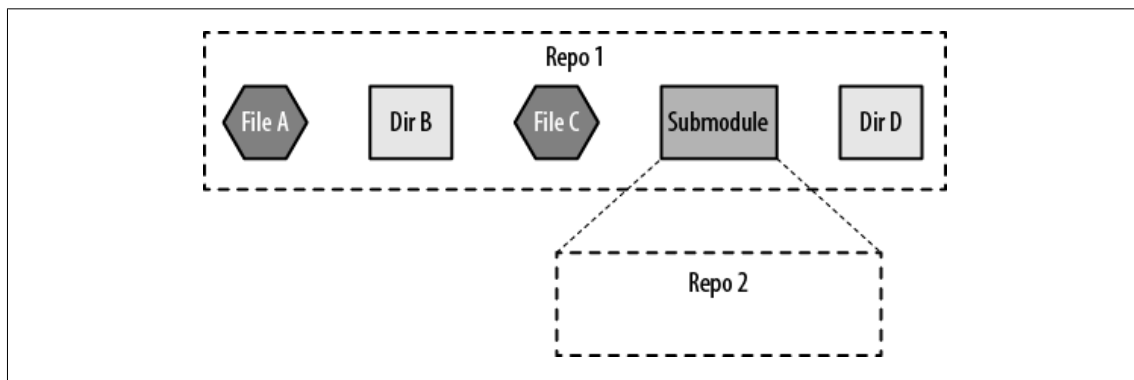 Repo 1
File A
Dir B
File C
Submodule
Dir D
Repo 2